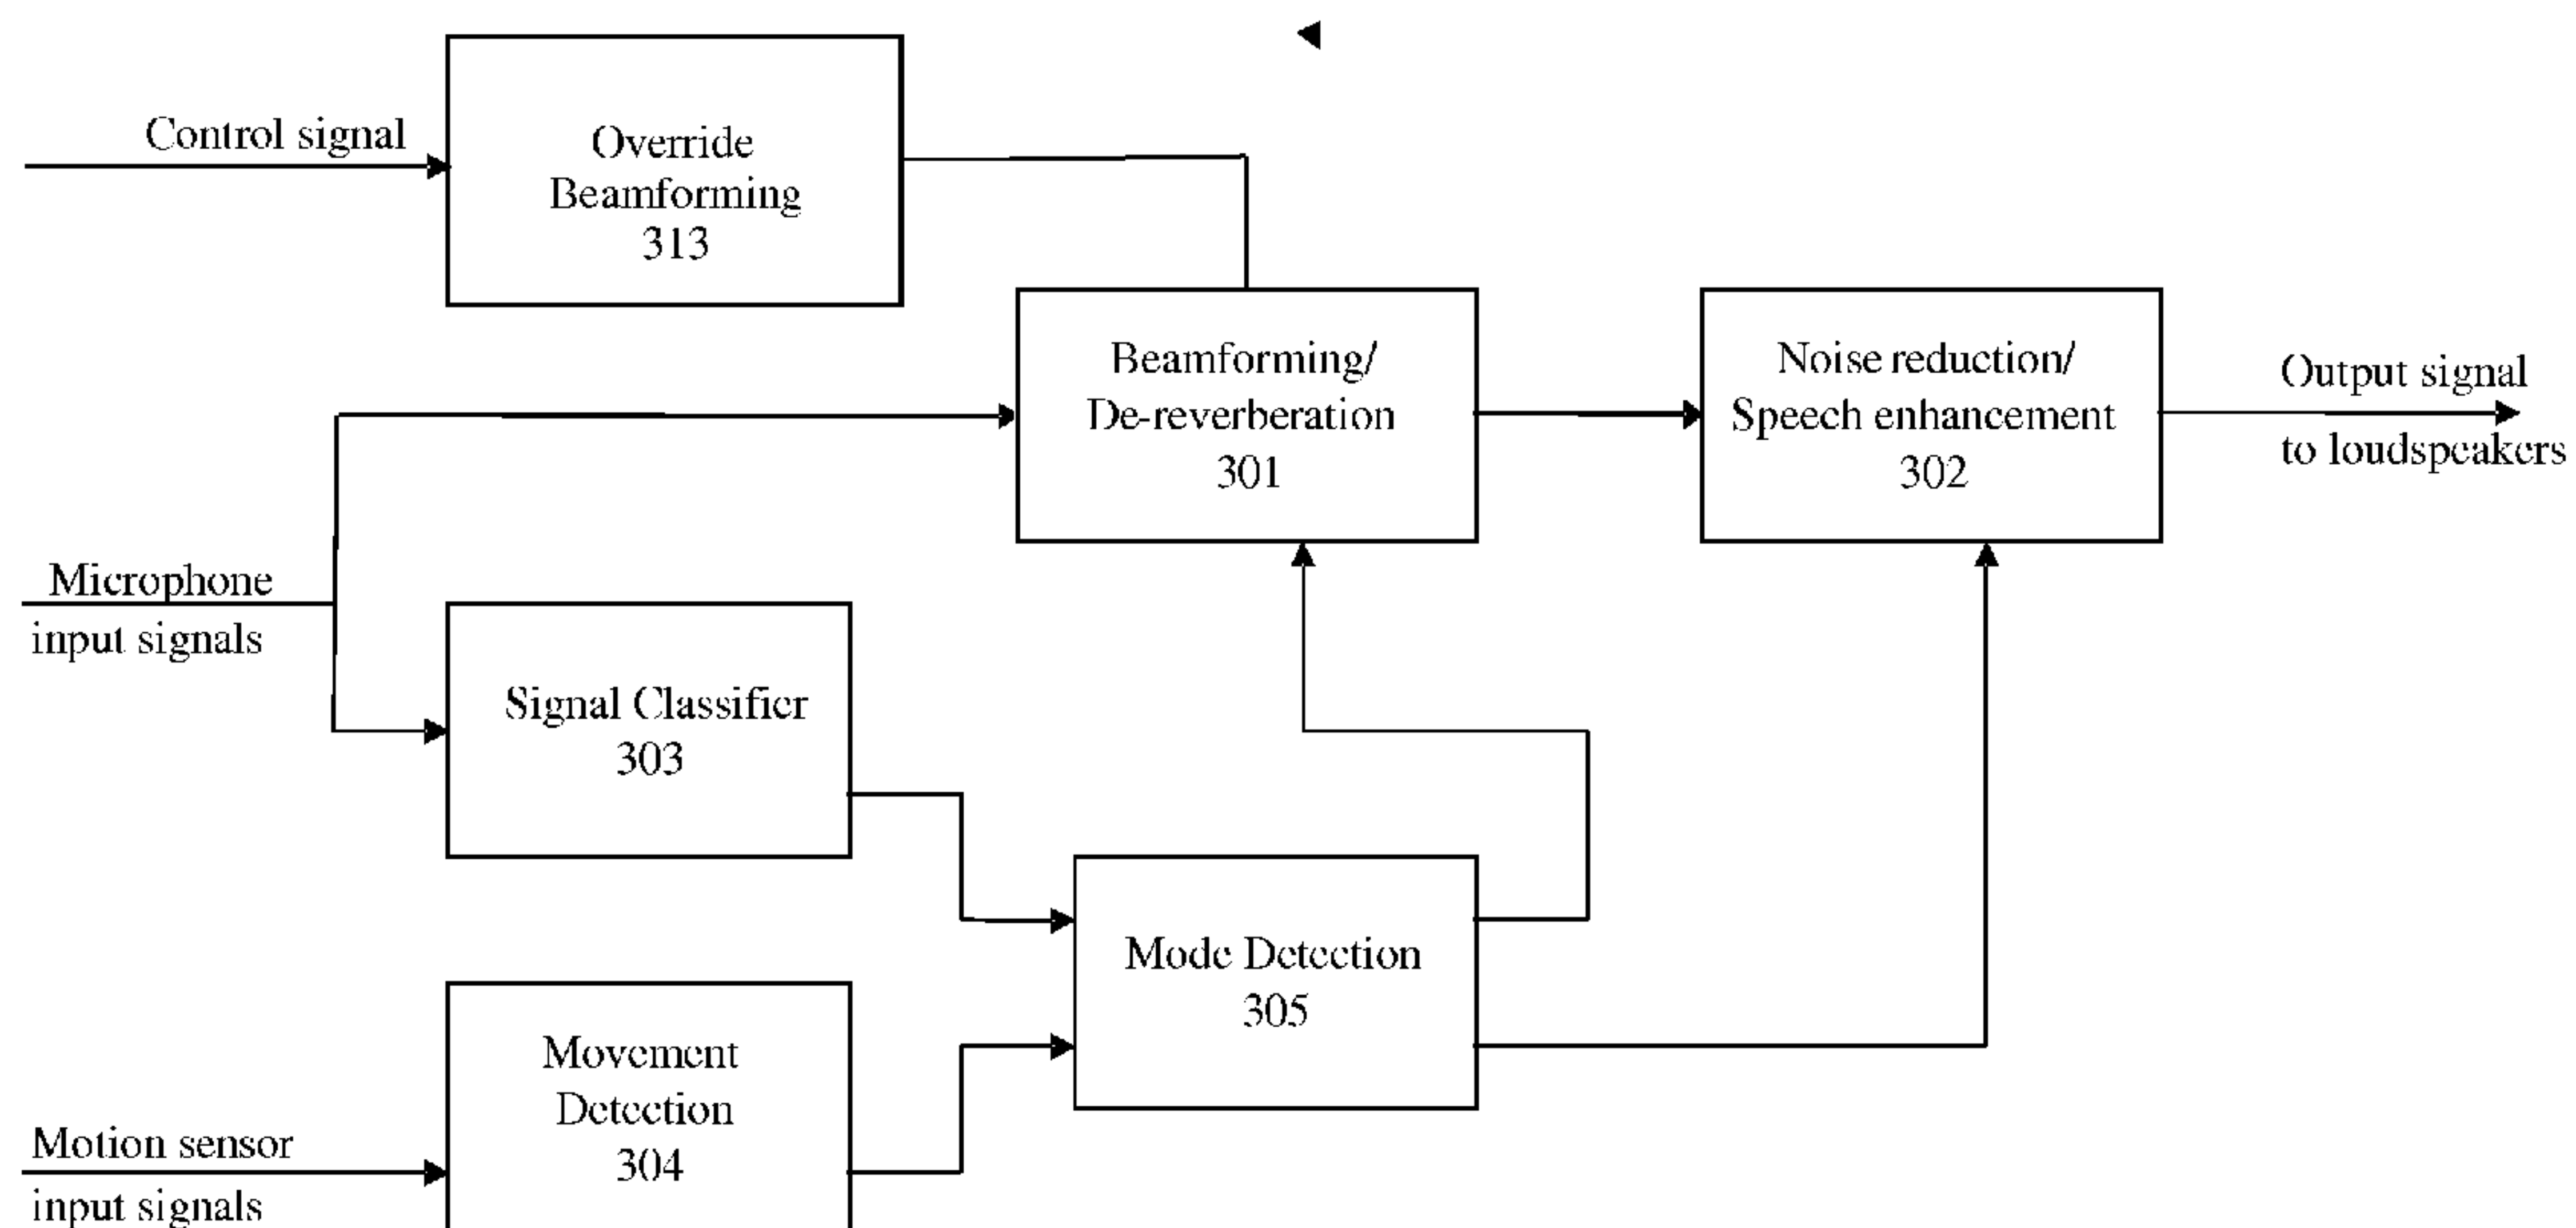 Control signal
Override
Beamforming
313
Beamforming/
De-reverberation
301
Noise reduction/
Speech enhancement
302
Output signal
to loudspeakers
Microphone
input signals
Signal Classifier
303
Mode Detection
305
Movement
Detection
304
Motion sensor
input signals